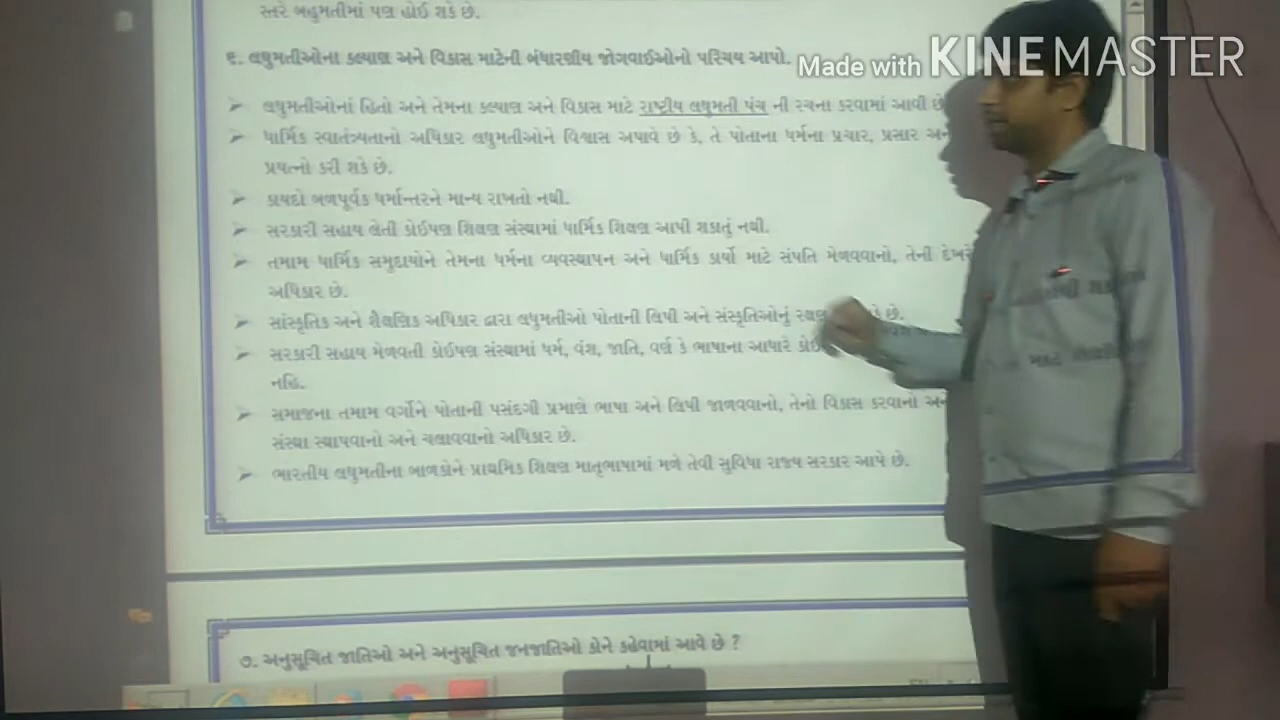 સ્તરે બહુમતીમાં પણ હોઈ શકે છે.
૬. લઘુમતીઓના કલ્યાણ અને વિકાસ માટેની બંધારણીય જોગવાઈઓનો પરિચય આપો.
Made with KINEMASTER
➢ લઘુમતીઓનાં હિતો અને તેમના કલ્યાણ અને વિકાસ માટે રાષ્ટ્રીય લઘુમતી પંચ ની રચના કરવામાં આવી છે
➢ ધાર્મિક સ્વાતંત્ર્યતાનો અધિકાર લઘુમતીઓને વિશ્વાસ અપાવે છે કે, તે પોતાના ધર્મના પ્રચાર, પ્રસાર અને
પ્રયત્નો કરી શકે છે.
➢ કાયદો બળપૂર્વક ધર્માન્તરને માન્ય રાખતો નથી.
➢ સરકારી સહાય લેતી કોઈપણ શિક્ષણ સંસ્થામાં ધાર્મિક શિક્ષણ આપી શકાતું નથી.
➢ તમામ ધાર્મિક સમુદાયોને તેમના ધર્મના વ્યવસ્થાપન અને ધાર્મિક કાર્યો માટે સંપતિ મેળવવાનો, તેની
અધિકાર છે.
➢ સાંસ્કૃતિક અને શૈક્ષણિક અધિકાર દ્વારા લઘુમતીઓ પોતાની લિપી અને સંસ્કૃતિઓનું રક્ષણ છે.
➢ સરકારી સહાય મેળવતી કોઈપણ સંસ્થામાં ધર્મ, વંશ, જાતિ, વર્ણ કે ભાષાના આધારે
નહિ.
➢ સમાજના તમામ વર્ગોને પોતાની પસંદગી પ્રમાણે ભાષા અને લિપી જાળવવાનો, તેનો વિકાસ કરવાનો અને
સંસ્થા સ્થાપવાનો અને ચલાવવાનો અધિકાર છે.
➢ ભારતીય લઘુમતીના બાળકોને પ્રાથમિક શિક્ષણ માતૃભાષામાં મળે તેવી સુવિધા રાજ્ય સરકાર આપે છે.
૭. અનુસૂચિત જાતિઓ અને અનુસૂચિત જનજાતિઓ કોને કહેવામાં આવે છે ?